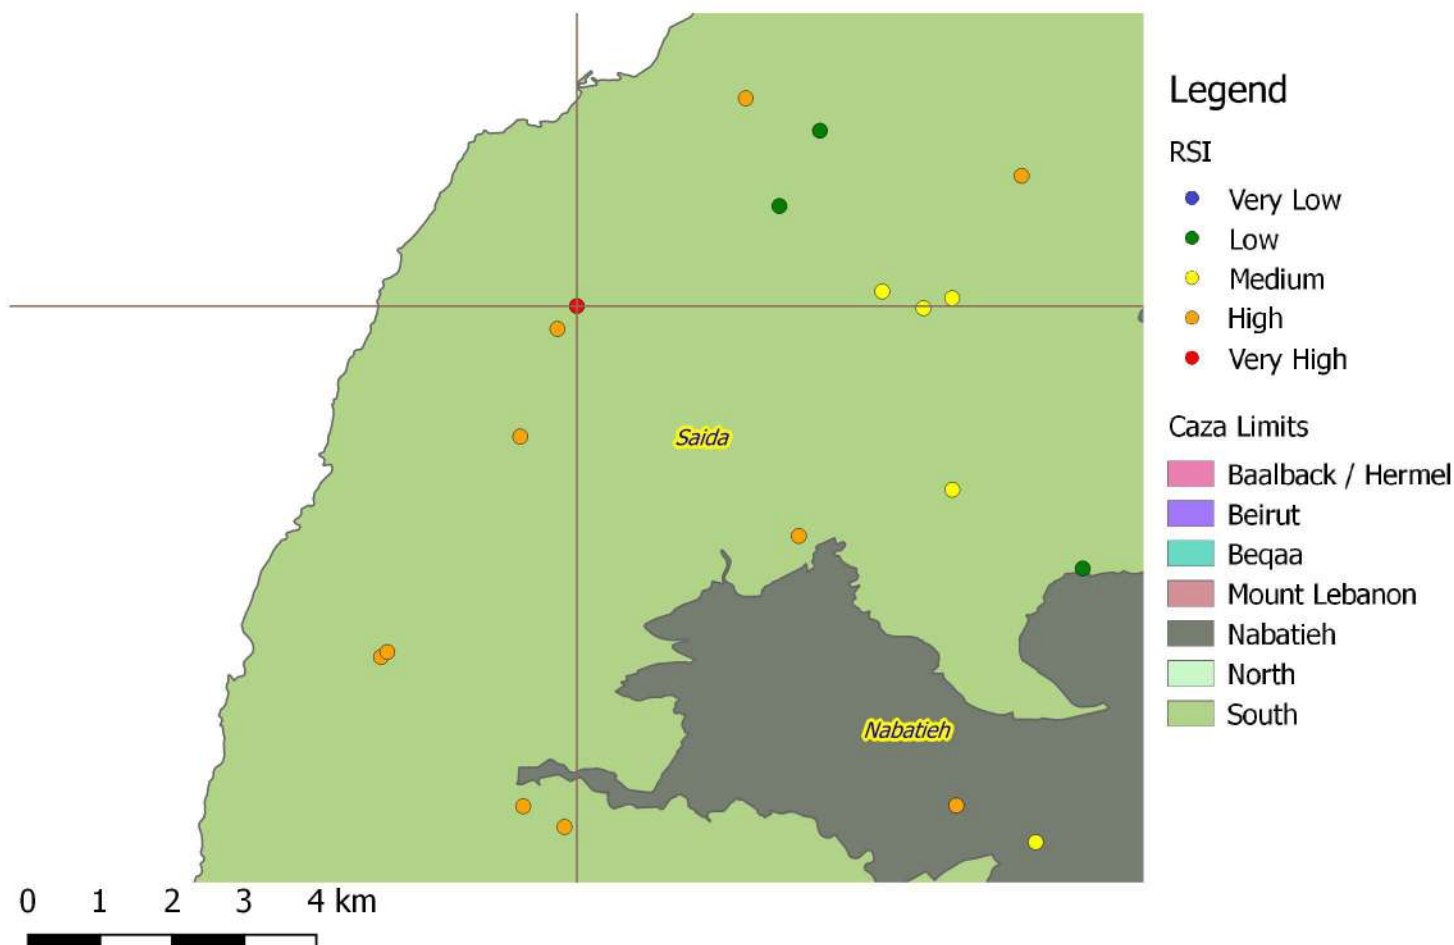 Legend
RSI
Very Low
Low
Medium
High
Very High
Saida
Caza Limits
Baalback / Hermel
Beirut
Beqaa
Mount Lebanon
Nabatieh
North
South
Nabatieh
0 1 2 3 4 km